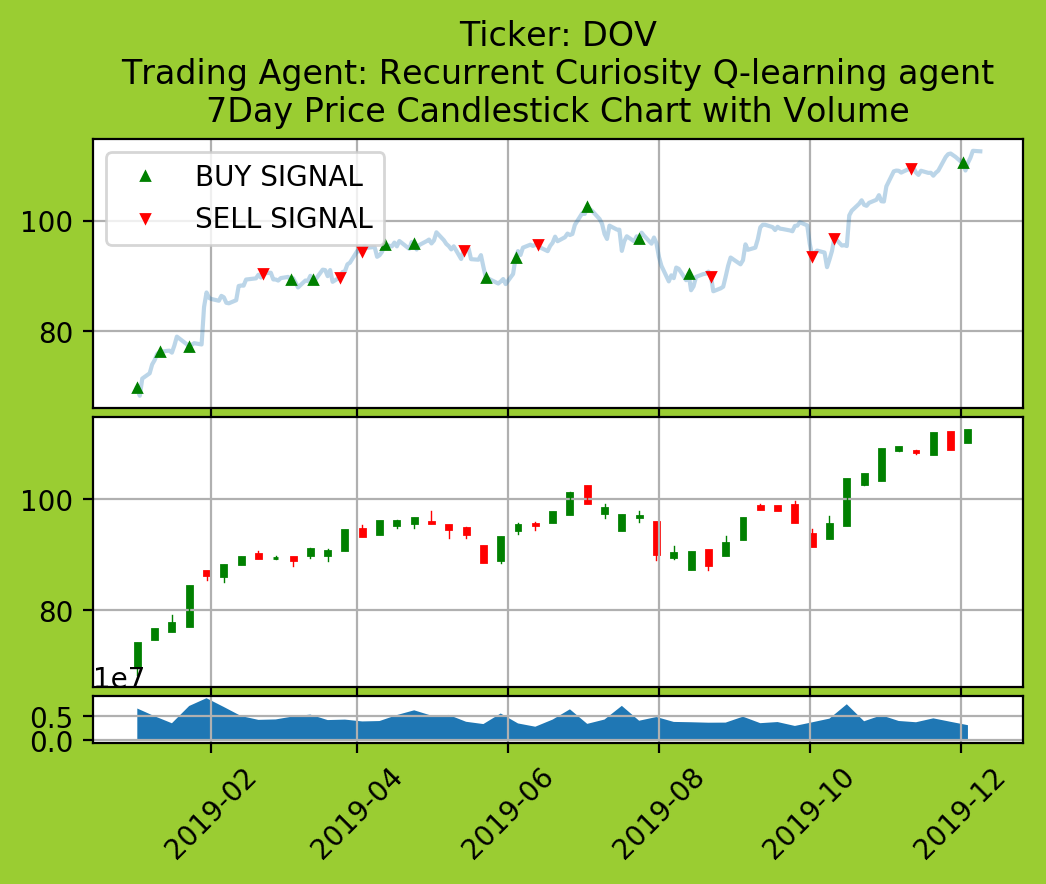 Ticker: DOV
Trading Agent: Recurrent Curiosity Q-learning agent
7Day Price Candlestick Chart with Volume
BUY SIGNAL
SELL SIGNAL
100
80
100
80
1e7
0.5
0.0
2019-02
2019-04
2019-06
2019-08
2019-10
2019-12